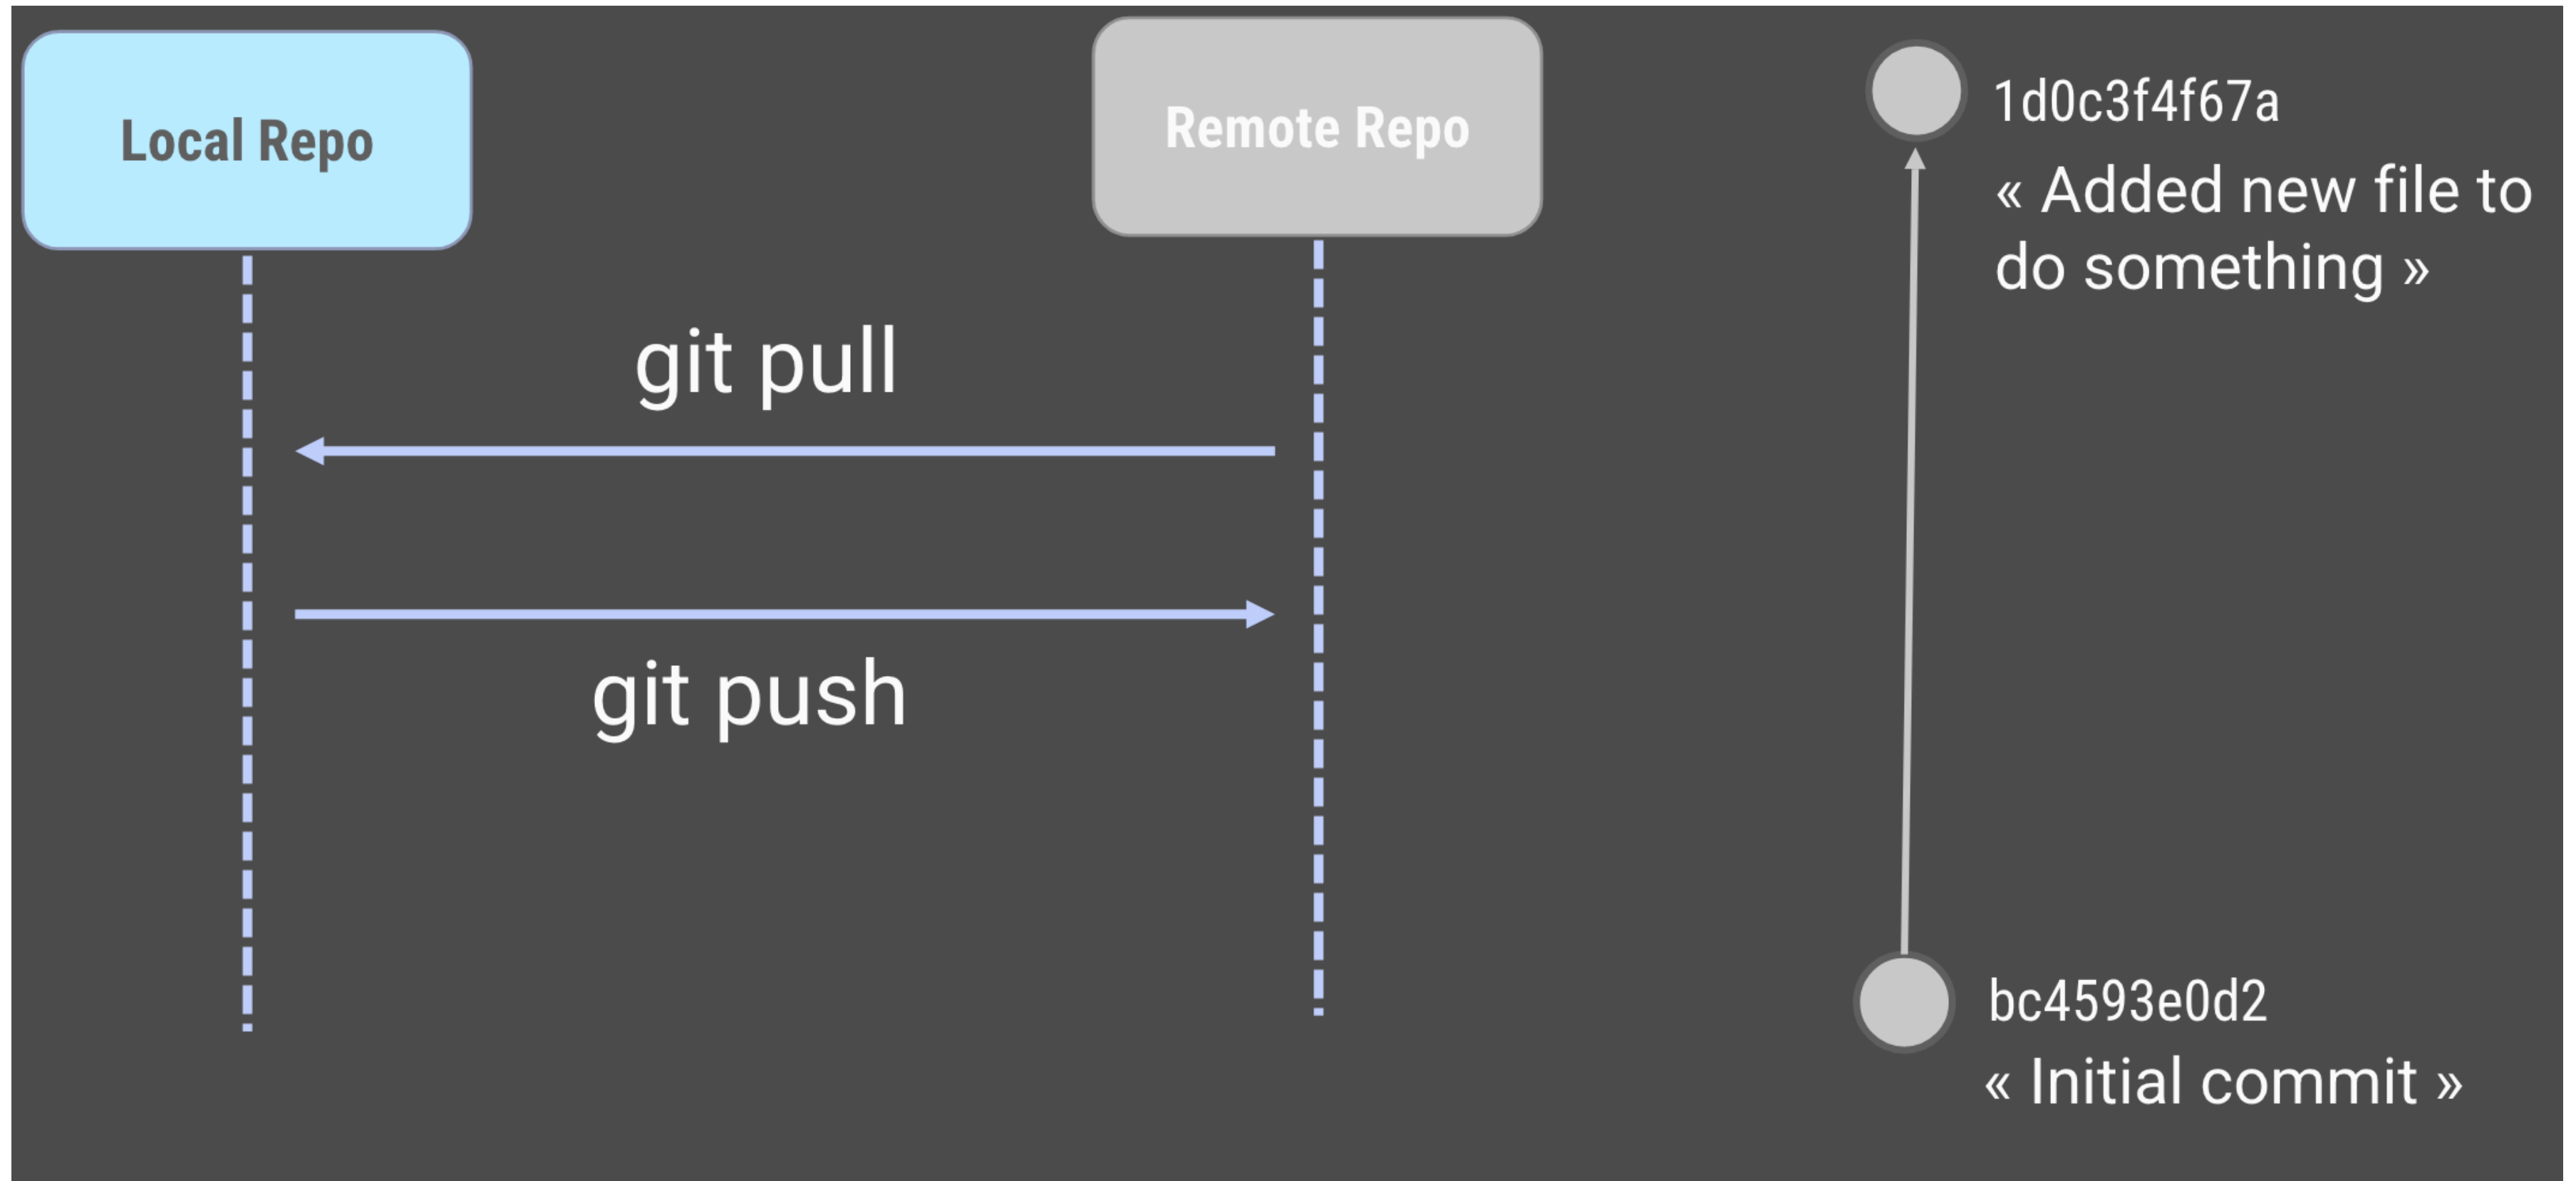 Local Repo
Remote Repo
git pull
git push
1d0c3f4f67a
« Added new file to
do something »
bc4593e0d2
« Initial commit »